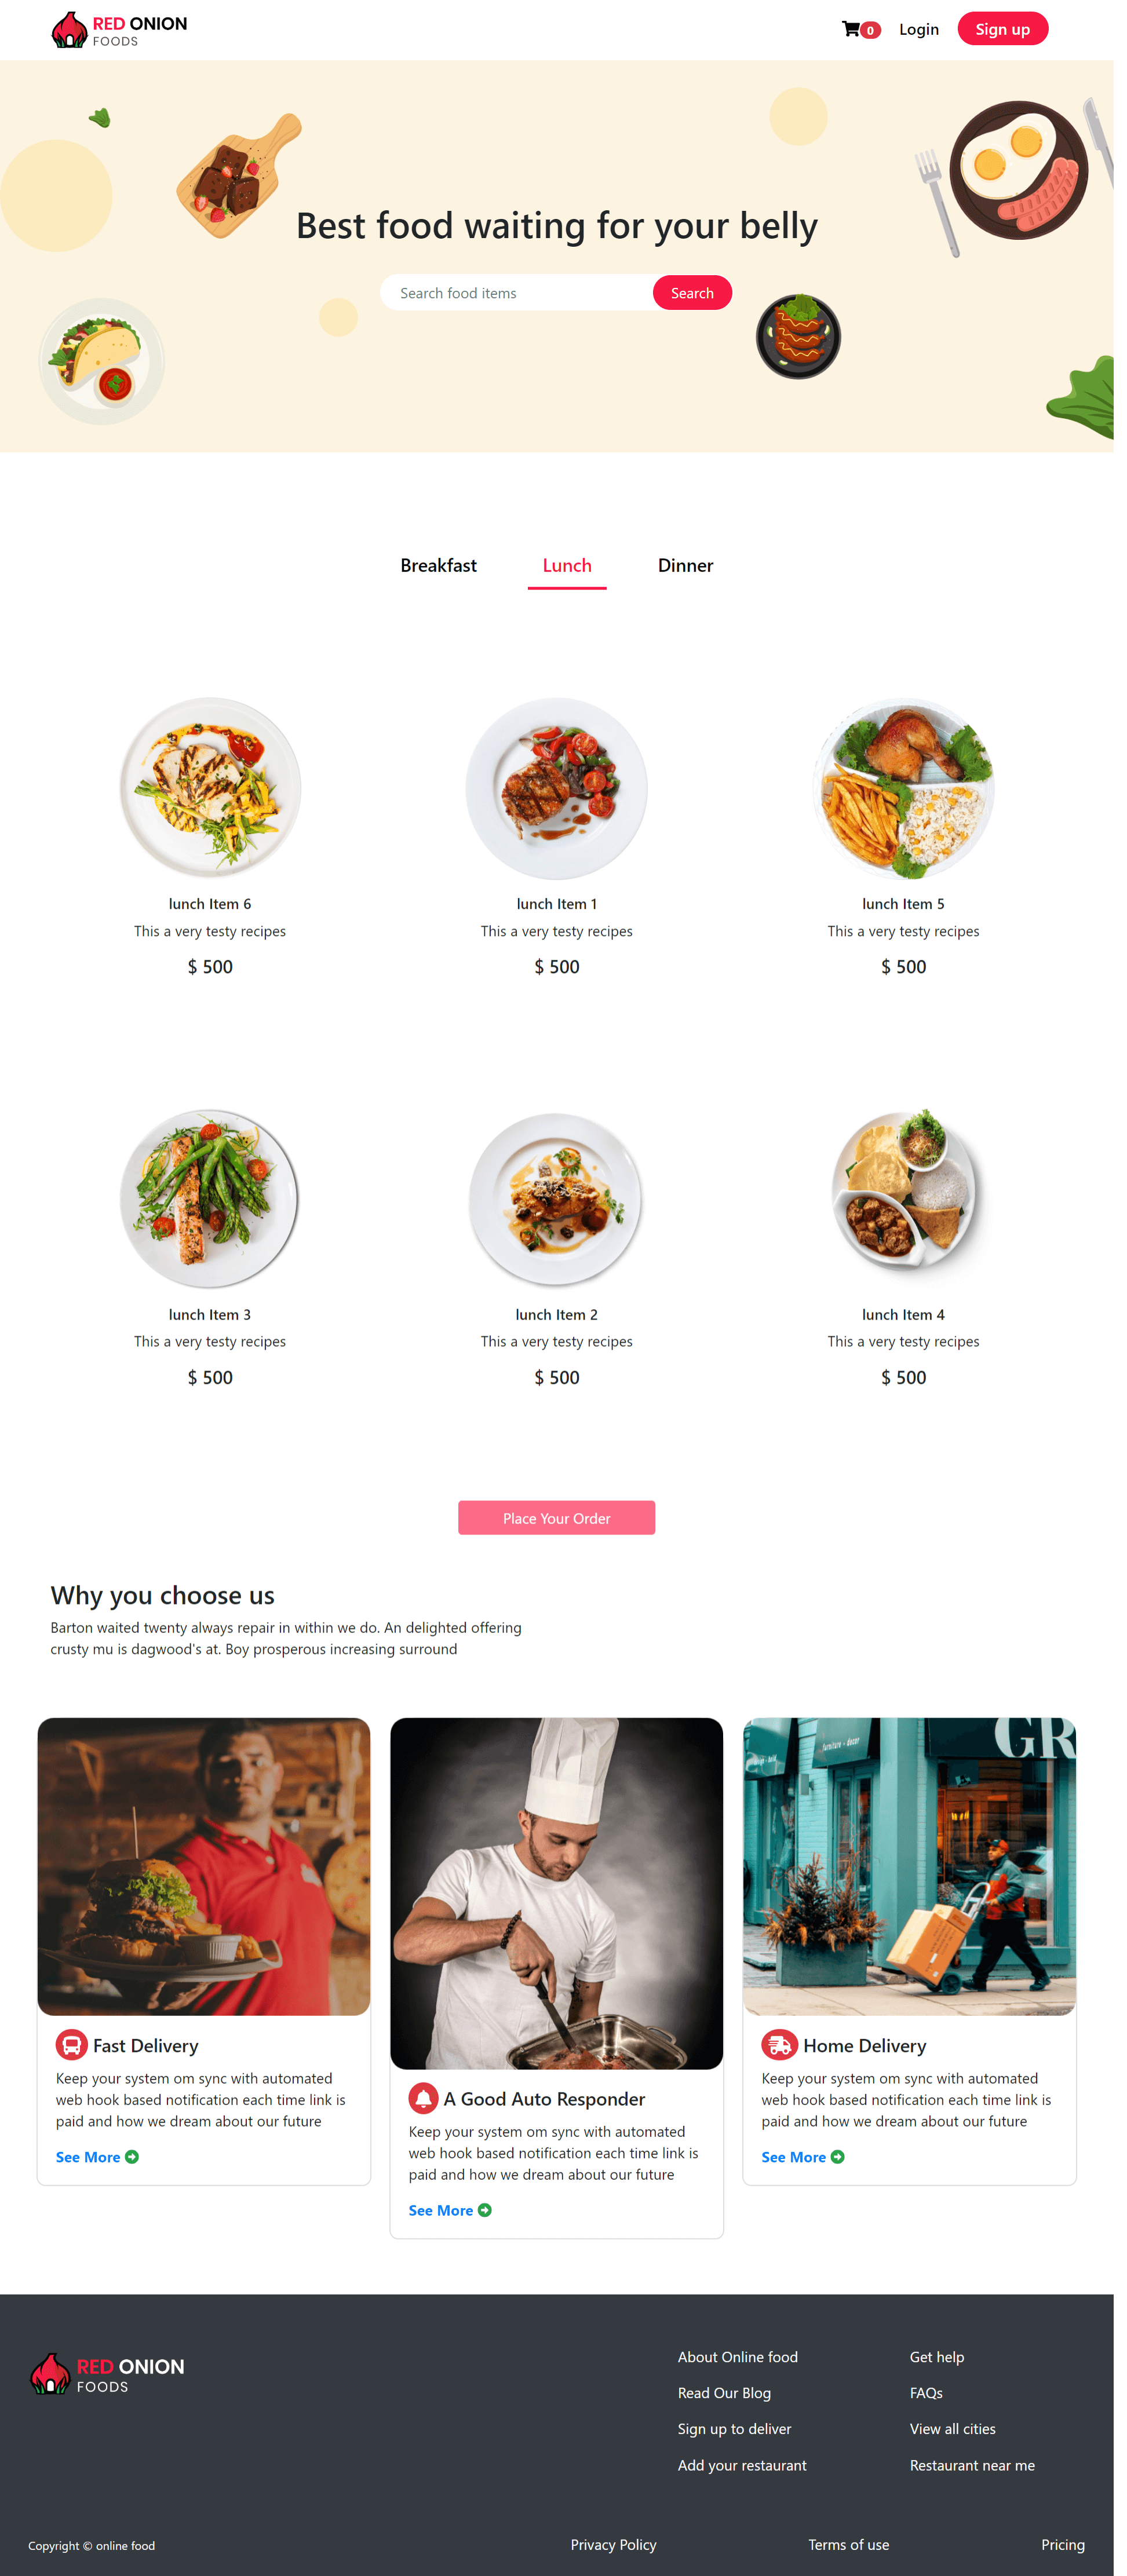 RED ONION
FOODS
0
Login
Sign up
Best food waiting for your belly
Search food items
Search
Breakfast
Lunch
Dinner
lunch Item 6
This a very testy recipes
$ 500
lunch Item 1
This a very testy recipes
$ 500
lunch Item 5
This a very testy recipes
$ 500
lunch Item 3
This a very testy recipes
$ 500
lunch Item 2
This a very testy recipes
$ 500
lunch Item 4
This a very testy recipes
$ 500
Place Your Order
Why you choose us
Barton waited twenty always repair in within we do. An delighted offering
crusty mu is dagwood's at. Boy prosperous increasing surround
GR
furniture - decor
Fast Delivery
Keep your system om sync with automated
web hook based notification each time link is
paid and how we dream about our future
See More
A Good Auto Responder
Keep your system om sync with automated
web hook based notification each time link is
paid and how we dream about our future
See More
Home Delivery
Keep your system om sync with automated
web hook based notification each time link is
paid and how we dream about our future
See More
RED ONION
FOODS
About Online food
Read Our Blog
Sign up to deliver
Add your restaurant
Get help
FAQs
View all cities
Restaurant near me
Copyright © online food
Privacy Policy
Terms of use
Pricing